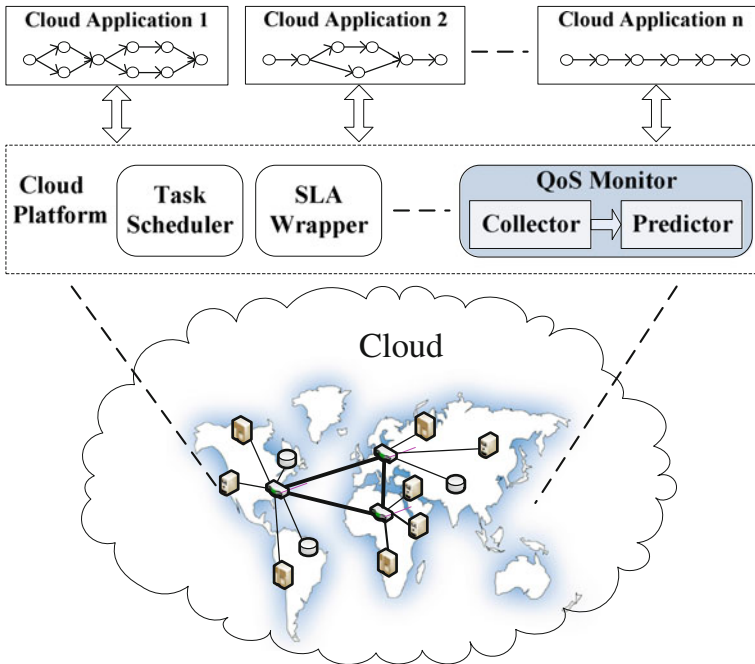 Cloud Application 1
Cloud Application 2
Cloud Application n
Cloud
Platform
Task
Scheduler
SLA
Wrapper
QoS Monitor
Collector
Predictor
Cloud